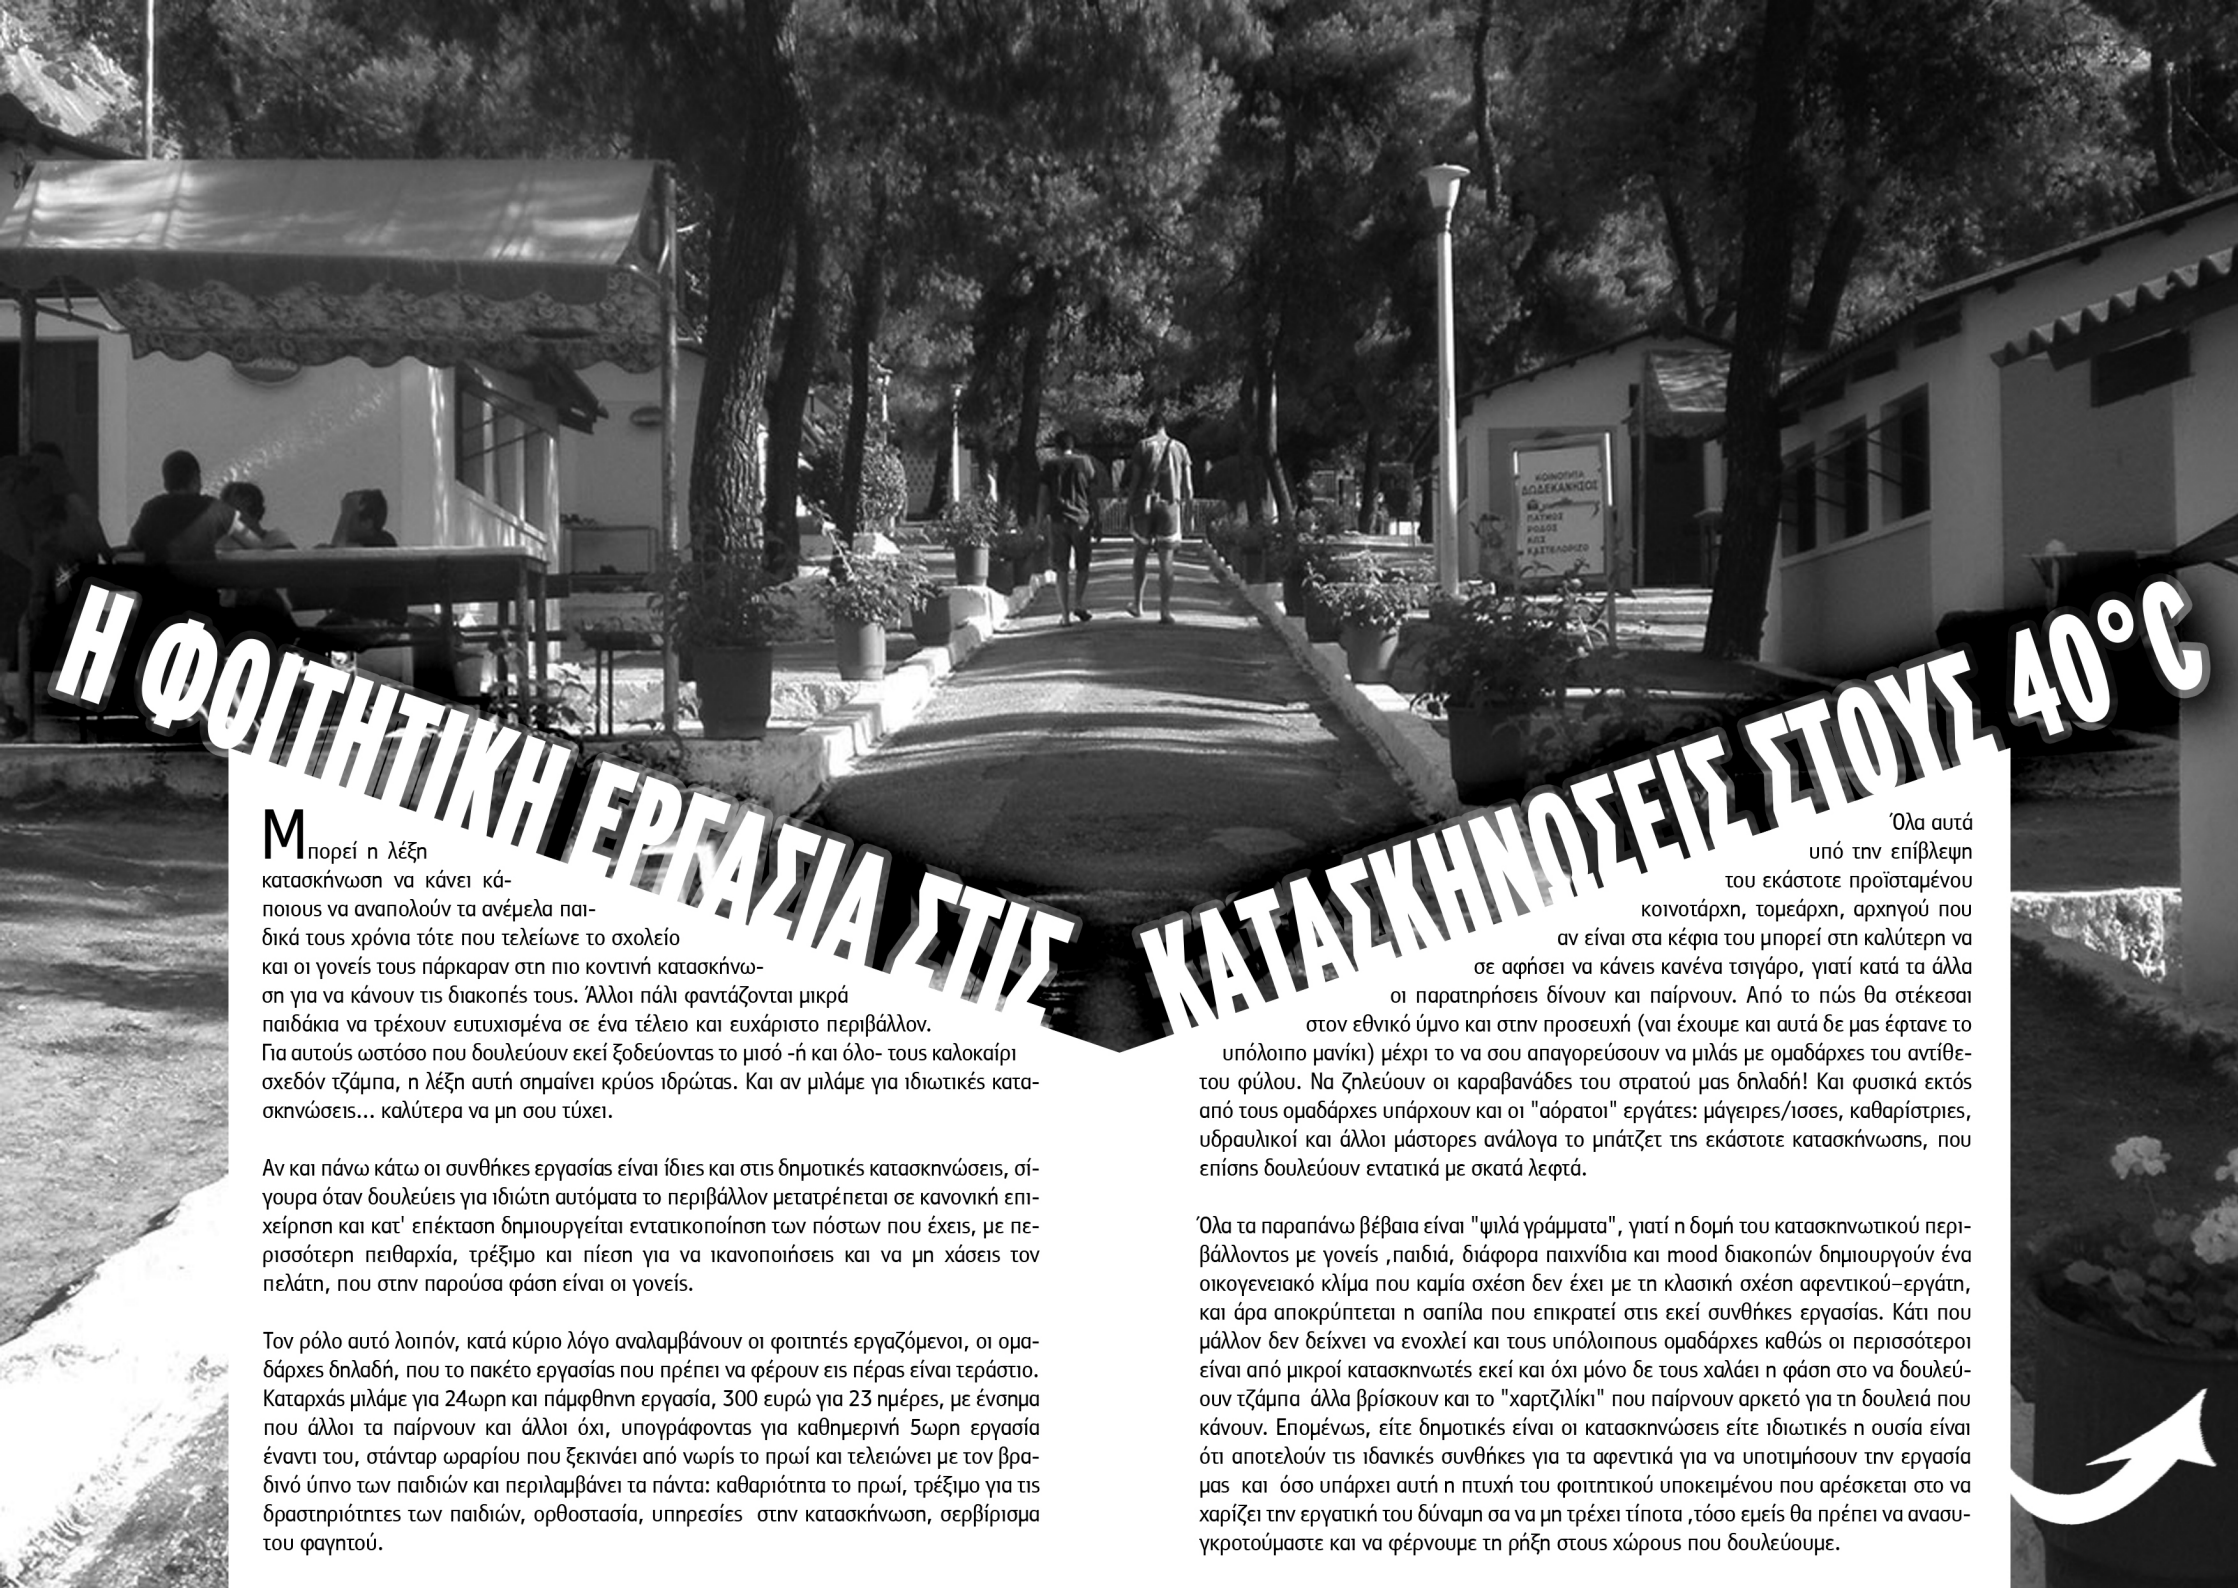 ΚΟΙΝΟΤΗΤΑ
ΔΩΔΕΚΑΝΗΣΟΣ
ΠΑΤΜΟΣ
ΡΟΔΟΣ
ΚΩΣ
ΚΑΣΤΕΛΟΡΙΖΟ
Η ΦΟΙΤΗΤΙΚΗ ΕΡΓΑΣΙΑ ΣΤΙΣ ΚΑΤΑΣΚΗΝΩΣΕΙΣ ΣΤΟΥΣ 40°C
Μπορεί η λέξη
κατασκήνωση να κάνει κά-
ποιους να αναπολούν τα ανέμελα παι-
δικά τους χρόνια τότε που τελείωνε το σχολείο
και οι γονείς τους πάρκαραν στη πιο κοντινή κατασκήνω-
ση για να κάνουν τις διακοπές τους. Άλλοι πάλι φαντάζονται μικρά
παιδάκια να τρέχουν ευτυχισμένα σε ένα τέλειο και ευχάριστο περιβάλλον.
Για αυτούς ωστόσο που δουλεύουν εκεί ξοδεύοντας το μισό -ή και όλο- τους καλοκαίρι
σχεδόν τζάμπα, η λέξη αυτή σημαίνει κρύος ιδρώτας. Και αν μιλάμε για ιδιωτικές κατα-
σκηνώσεις... καλύτερα να μη σου τύχει.
Αν και πάνω κάτω οι συνθήκες εργασίας είναι ίδιες και στις δημοτικές κατασκηνώσεις, σί-
γουρα όταν δουλεύεις για ιδιώτη αυτόματα το περιβάλλον μετατρέπεται σε κανονική επι-
χείρηση και κατ' επέκταση δημιουργείται εντατικοποίηση των πόστων που έχεις, με πε-
ρισσότερη πειθαρχία, τρέξιμο και πίεση για να ικανοποιήσεις και να μη χάσεις τον
πελάτη, που στην παρούσα φάση είναι οι γονείς.
Τον ρόλο αυτό λοιπόν, κατά κύριο λόγο αναλαμβάνουν οι φοιτητές εργαζόμενοι, οι ομα-
δάρχες δηλαδή, που το πακέτο εργασίας που πρέπει να φέρουν εις πέρας είναι τεράστιο.
Καταρχάς μιλάμε για 24ωρη και πάμφθηνη εργασία, 300 ευρώ για 23 ημέρες, με ένσημα
που άλλοι τα παίρνουν και άλλοι όχι, υπογράφοντας για καθημερινή 5ωρη εργασία
έναντι του, στάνταρ ωραρίου που ξεκινάει από νωρίς το πρωί και τελειώνει με τον βρα-
δινό ύπνο των παιδιών και περιλαμβάνει τα πάντα: καθαριότητα το πρωί, τρέξιμο για τις
δραστηριότητες των παιδιών, ορθοστασία, υπηρεσίες  στην κατασκήνωση, σερβίρισμα
του φαγητού.
Όλα αυτά
υπό την επίβλεψη
του εκάστοτε προϊσταμένου
κοινοτάρχη, τομεάρχη, αρχηγού που
αν είναι στα κέφια του μπορεί στη καλύτερη να
σε αφήσει να κάνεις κανένα τσιγάρο, γιατί κατά τα άλλα
οι παρατηρήσεις δίνουν και παίρνουν. Από το πώς θα στέκεσαι
στον εθνικό ύμνο και στην προσευχή (ναι έχουμε και αυτά δε μας έφτανε το
υπόλοιπο μανίκι) μέχρι το να σου απαγορεύσουν να μιλάς με ομαδάρχες του αντίθε-
του φύλου. Να ζηλεύουν οι καραβανάδες του στρατού μας δηλαδή! Και φυσικά εκτός
από τους ομαδάρχες υπάρχουν και οι "αόρατοι" εργάτες: μάγειρες/ισσες, καθαρίστριες,
υδραυλικοί και άλλοι μάστορες ανάλογα το μπάτζετ της εκάστοτε κατασκήνωσης, που
επίσης δουλεύουν εντατικά με σκατά λεφτά.
Όλα τα παραπάνω βέβαια είναι "ψιλά γράμματα", γιατί η δομή του κατασκηνωτικού περι-
βάλλοντος με γονείς ,παιδιά, διάφορα παιχνίδια και mood διακοπών δημιουργούν ένα
οικογενειακό κλίμα που καμία σχέση δεν έχει με τη κλασική σχέση αφεντικού–εργάτη,
και άρα αποκρύπτεται η σαπίλα που επικρατεί στις εκεί συνθήκες εργασίας. Κάτι που
μάλλον δεν δείχνει να ενοχλεί και τους υπόλοιπους ομαδάρχες καθώς οι περισσότεροι
είναι από μικροί κατασκηνωτές εκεί και όχι μόνο δε τους χαλάει η φάση στο να δουλεύ-
ουν τζάμπα  άλλα βρίσκουν και το "χαρτζιλίκι" που παίρνουν αρκετό για τη δουλειά που
κάνουν. Επομένως, είτε δημοτικές είναι οι κατασκηνώσεις είτε ιδιωτικές η ουσία είναι
ότι αποτελούν τις ιδανικές συνθήκες για τα αφεντικά για να υποτιμήσουν την εργασία
μας  και  όσο υπάρχει αυτή η πτυχή του φοιτητικού υποκειμένου που αρέσκεται στο να
χαρίζει την εργατική του δύναμη σα να μη τρέχει τίποτα ,τόσο εμείς θα πρέπει να ανασυ-
γκροτούμαστε και να φέρνουμε τη ρήξη στους χώρους που δουλεύουμε.